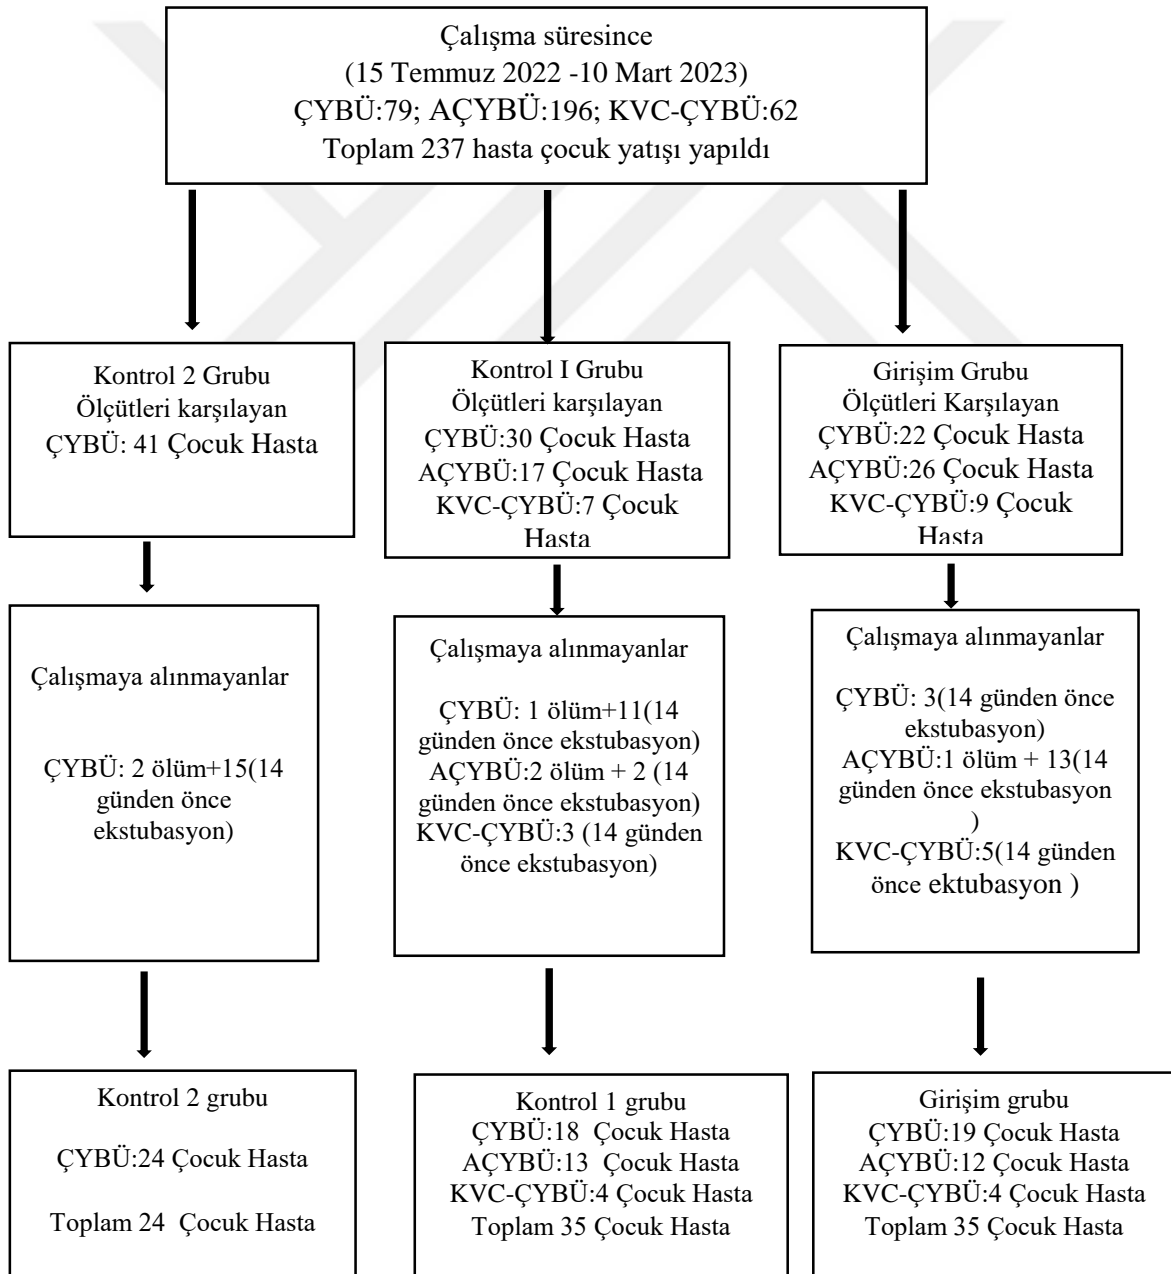 Çalışma süresince
(15 Temmuz 2022 -10 Mart 2023)
ÇYBÜ:79; AÇYBÜ:196; KVC-ÇYBÜ:62
Toplam 237 hasta çocuk yatışı yapıldı
Kontrol 2 Grubu
Ölçütleri karşılayan
ÇYBÜ: 41 Çocuk Hasta
Kontrol I Grubu
Ölçütleri karşılayan
ÇYBÜ:30 Çocuk Hasta
AÇYBÜ:17 Çocuk Hasta
KVC-ÇYBÜ:7 Çocuk
Hasta
Girişim Grubu
Ölçütleri Karşılayan
ÇYBÜ:22 Çocuk Hasta
AÇYBÜ:26 Çocuk Hasta
KVC-ÇYBÜ:9 Çocuk
Hasta
Çalışmaya alınmayanlar
ÇYBÜ: 2 ölüm+15(14
günden önce
ekstubasyon)
Çalışmaya alınmayanlar
ÇYBÜ: 1 ölüm+11(14
günden önce ekstubasyon)
AÇYBÜ:2 ölüm + 2 (14
günden önce ekstubasyon)
KVC-ÇYBÜ:3 (14 günden
önce ekstubasyon)
Çalışmaya alınmayanlar
ÇYBÜ: 3(14 günden önce
ekstubasyon)
AÇYBÜ:1 ölüm + 13(14
günden önce ekstubasyon
)
KVC-ÇYBÜ:5(14 günden
önce ektubasyon )
Kontrol 2 grubu
ÇYBÜ:24 Çocuk Hasta
Toplam 24 Çocuk Hasta
Kontrol 1 grubu
ÇYBÜ:18 Çocuk Hasta
AÇYBÜ:13 Çocuk Hasta
KVC-ÇYBÜ:4 Çocuk Hasta
Toplam 35 Çocuk Hasta
Girişim grubu
ÇYBÜ:19 Çocuk Hasta
AÇYBÜ:12 Çocuk Hasta
KVC-ÇYBÜ:4 Çocuk Hasta
Toplam 35 Çocuk Hasta